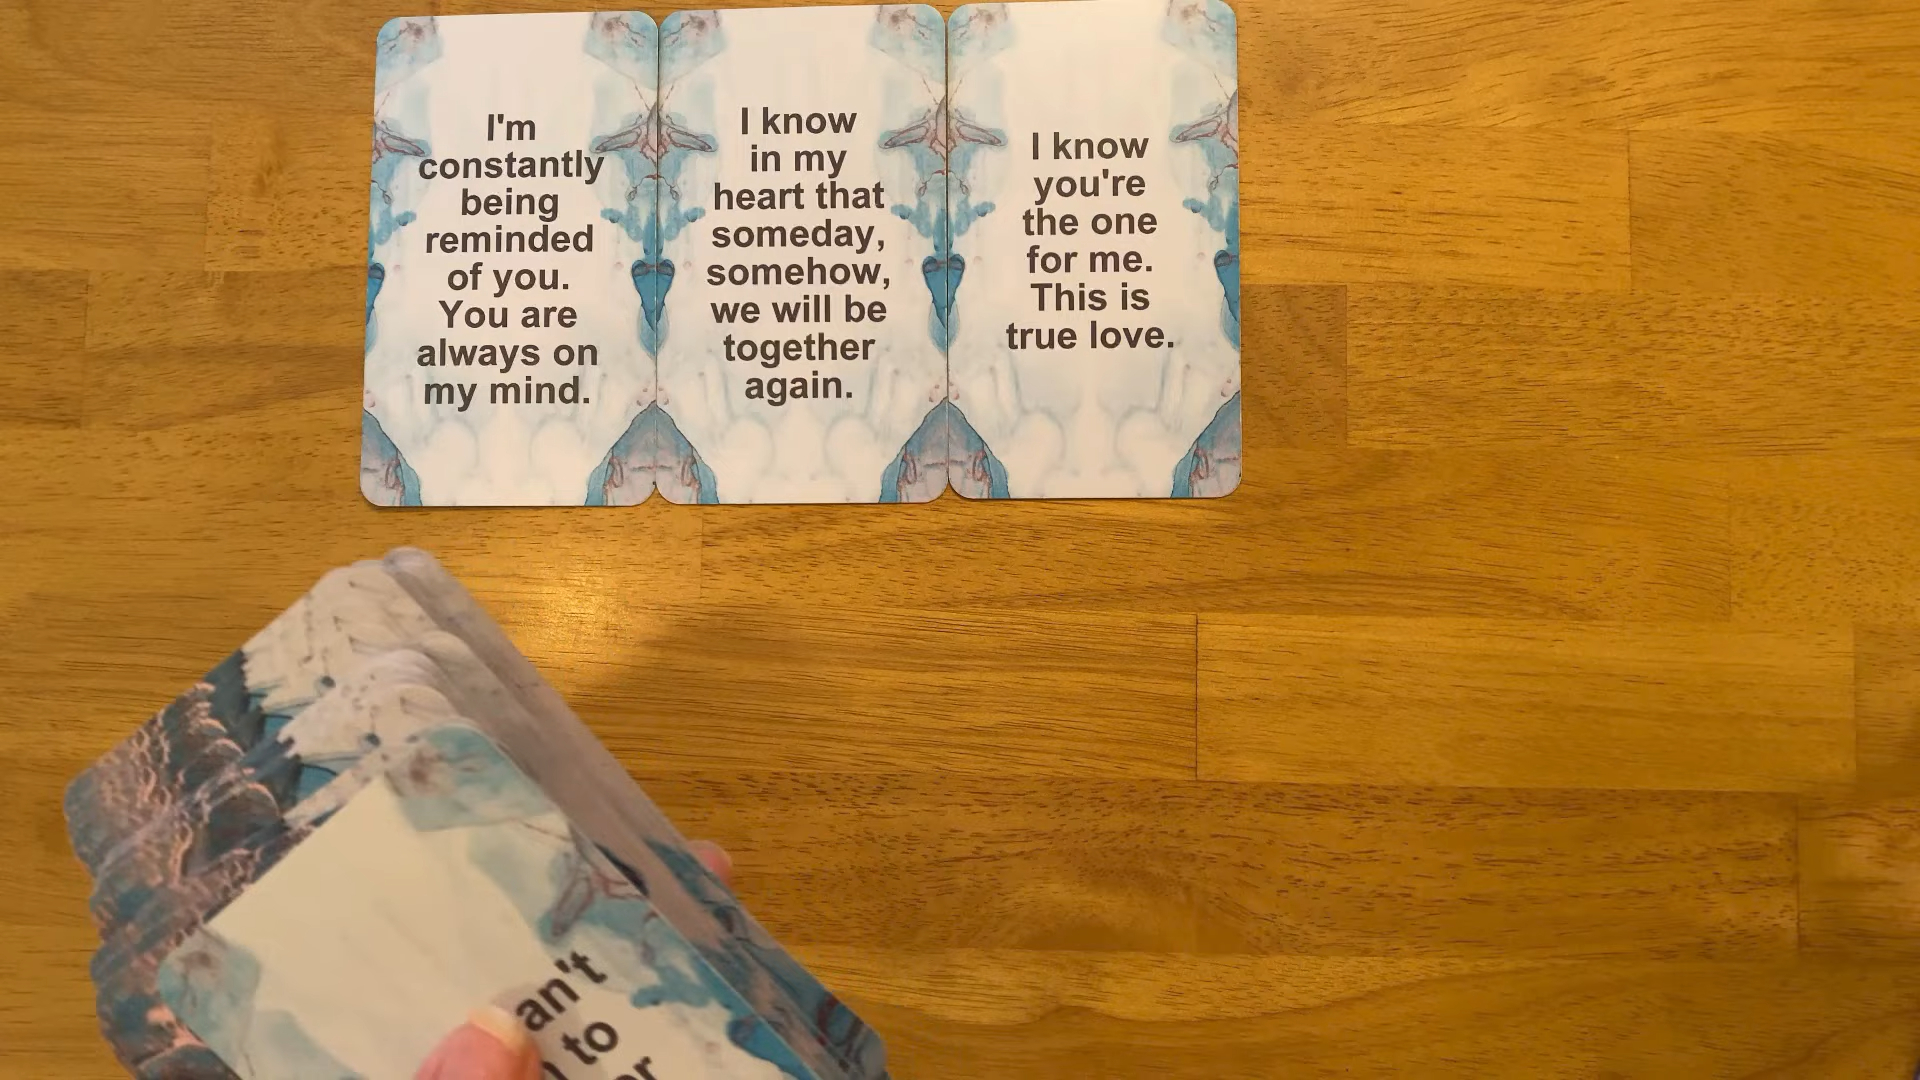 I'm
constantly
being
reminded
of you.
You are
always on
my mind.
I know
in my
heart that
someday,
somehow,
we will be
together
again.
I know
you're
the one
for me.
This is
true love.
to